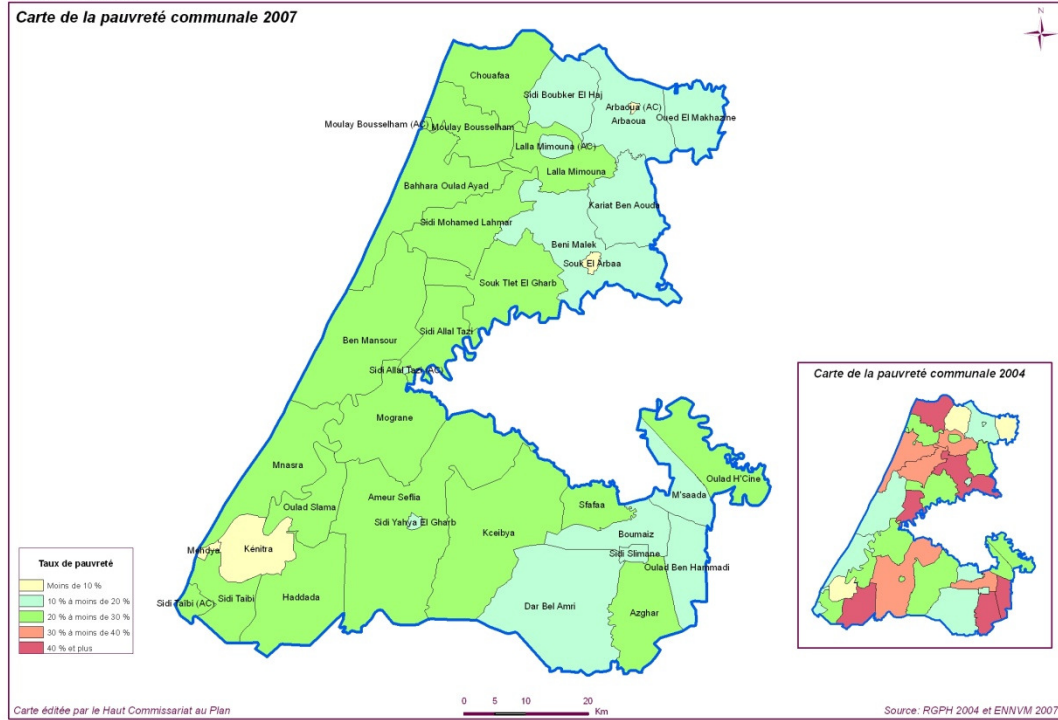 Carte de la pauvreté communale 2007
N
Chouafaa
Sidi Boubker El Haj
Arbaoua (AC)
Arbaoua
Oued El Makhazine
Moulay Bousselham (AC)
Moulay Bousselham
Lalla Mimouna (AC)
Lalla Mimouna
Bahhara Oulad Ayad
Kariat Ben Aouda
Sidi Mohamed Lahmar
Beni Malek
Souk El Arbaa
Souk Tlet El Gharb
Sidi Allal Tazi
Ben Mansour
Sidi Allal Tazi (AC)
Mograne
Mnasra
Oulad H'Cine
M'saada
Ameur Seflia
Oulad Slama
Sfafaa
Sidi Yahya El Gharb
Kceibya
Boumaiz
Mehdya
Kénitra
Sidi Slimane
Oulad Ben Hammadi
Sidi Taibi (AC)
Sidi Taibi
Haddada
Dar Bel Amri
Azghar
Taux de pauvreté
Moins de 10 %
10 % à moins de 20 %
20 % à moins de 30 %
30 % à moins de 40 %
40 % et plus
Carte de la pauvreté communale 2004
0 5 10 20
Km
Carte éditée par le Haut Commissariat au Plan
Source: RGPH 2004 et ENNVM 2007